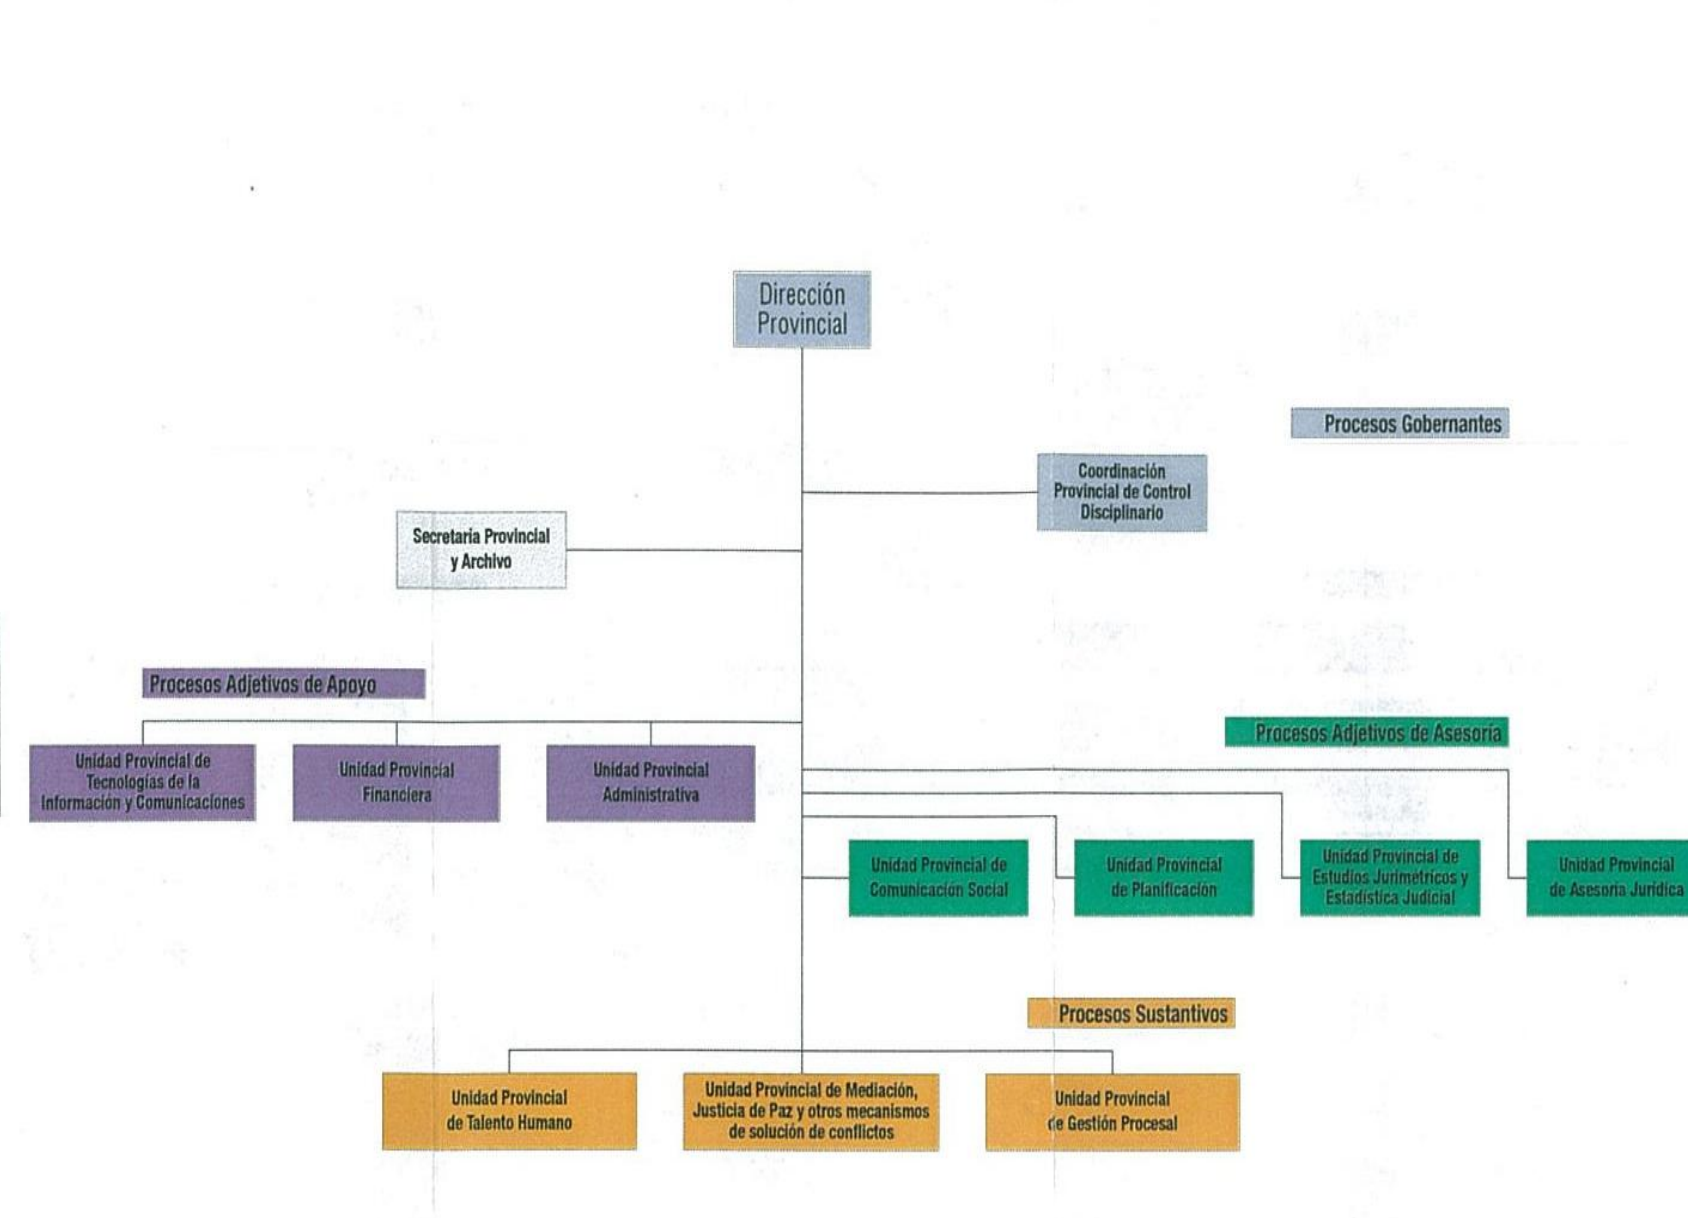 Dirección
Provincial
Procesos Gobernantes
Coordinación
Provincial de Control
Disciplinario
Secretaría Provincial
y Archivo
Procesos Adjetivos de Apoyo
Unidad Provincial de
Tecnologías de la
Información y Comunicaciones
Unidad Provincial
Financiera
Unidad Provincial
Administrativa
Procesos Adjetivos de Asesoría
Unidad Provincial de
Comunicación Social
Unidad Provincial
de Planificación
Unidad Provincial de
Estudios Jurimétricos y
Estadística Judicial
Unidad Provincial
de Asesoría Jurídica
Procesos Sustantivos
Unidad Provincial
de Talento Humano
Unidad Provincial de Mediación,
Justicia de Paz y otros mecanismos
de solución de conflictos
Unidad Provincial
de Gestión Procesal